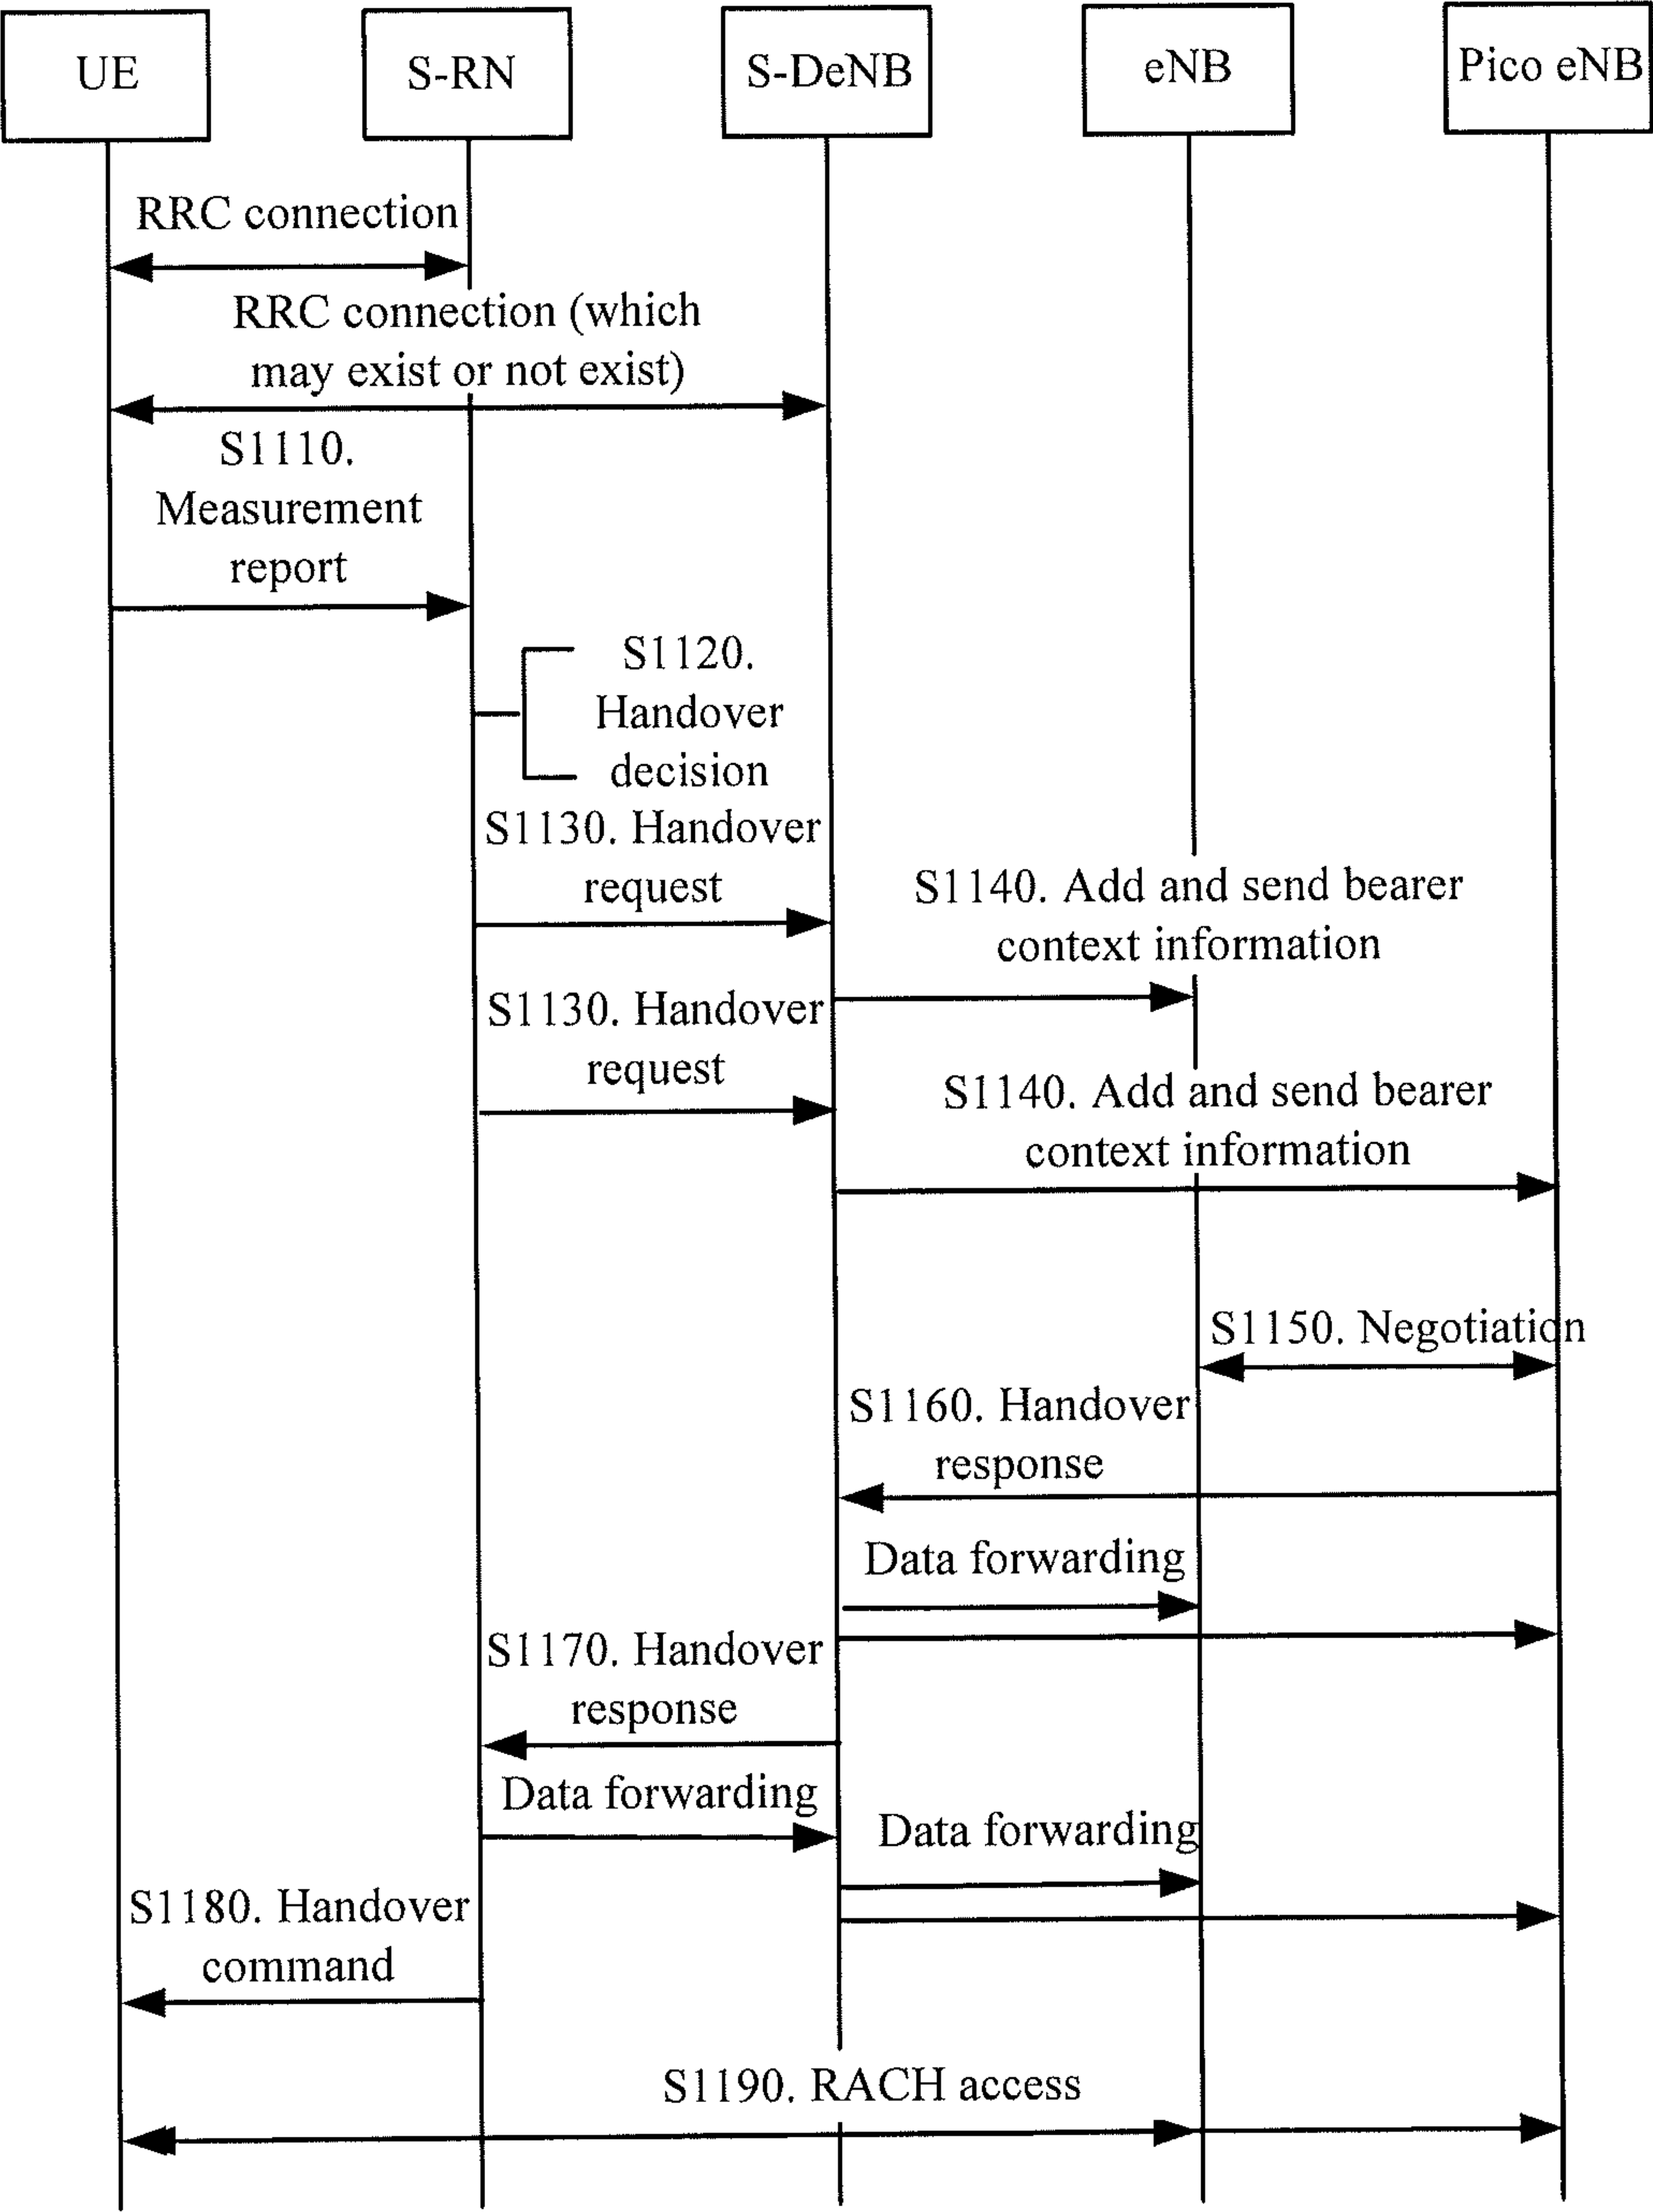 UE
S-RN
S-DeNB
eNB
Pico eNB
RRC connection
RRC connection (which
may exist or not exist)
S1110.
Measurement
report
S1120.
Handover
decision
S1130. Handover
request
S1140. Add and send bearer
context information
S1130. Handover
request
S1140. Add and send bearer
context information
S1150. Negotiation
S1160. Handover
response
Data forwarding
S1170. Handover
response
Data forwarding
Data forwarding
S1180. Handover
command
S1190. RACH access